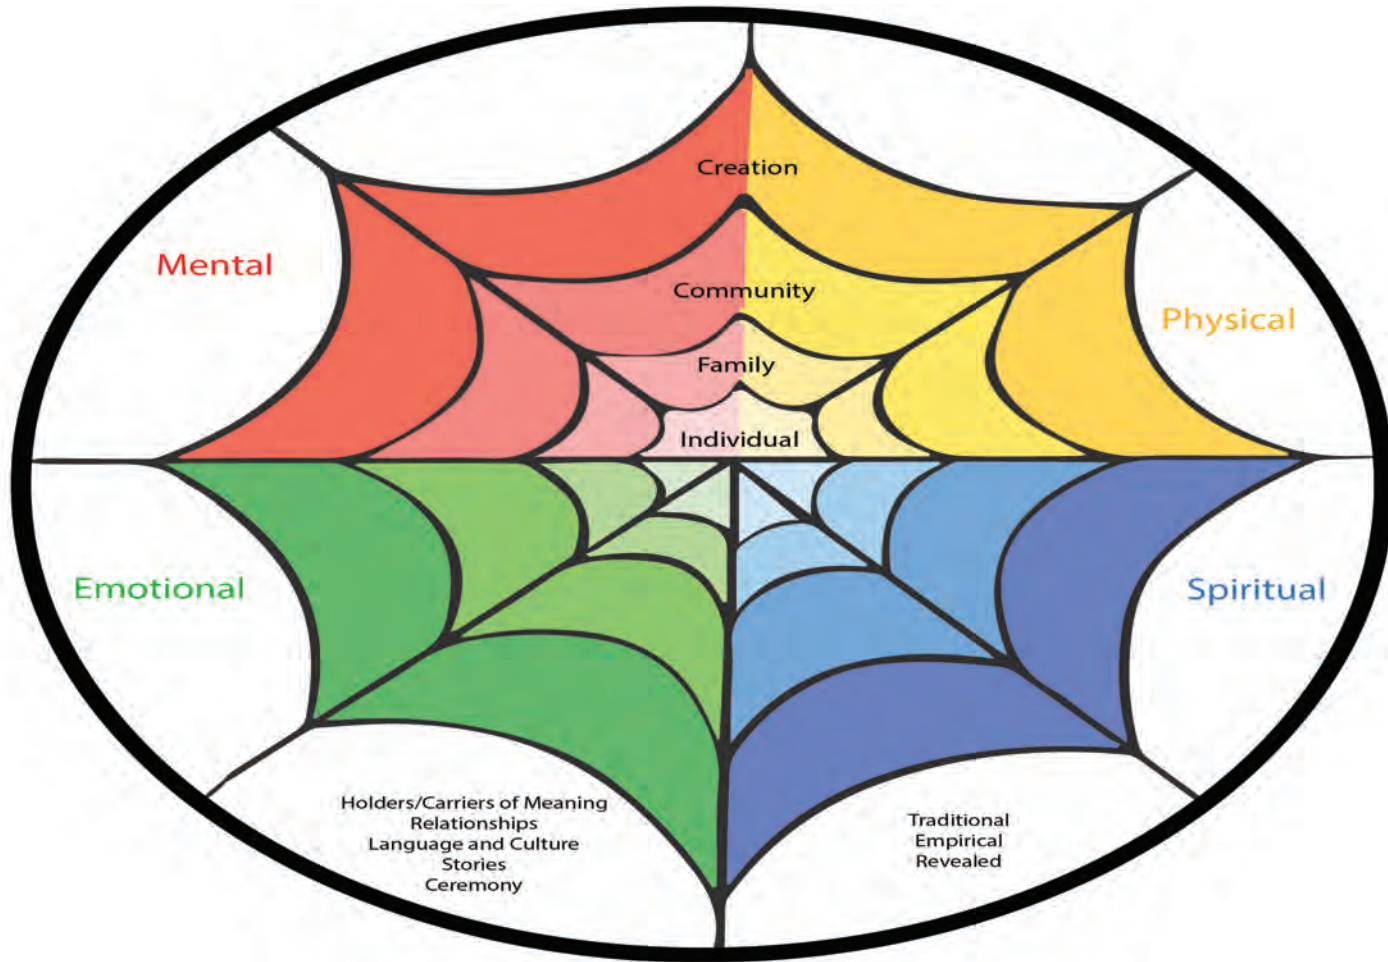 Creation
Mental
Community
Physical
Family
Individual
Emotional
Spiritual
Holders/Carriers of Meaning
Relationships
Language and Culture
Stories
Ceremony
Traditional
Empirical
Revealed